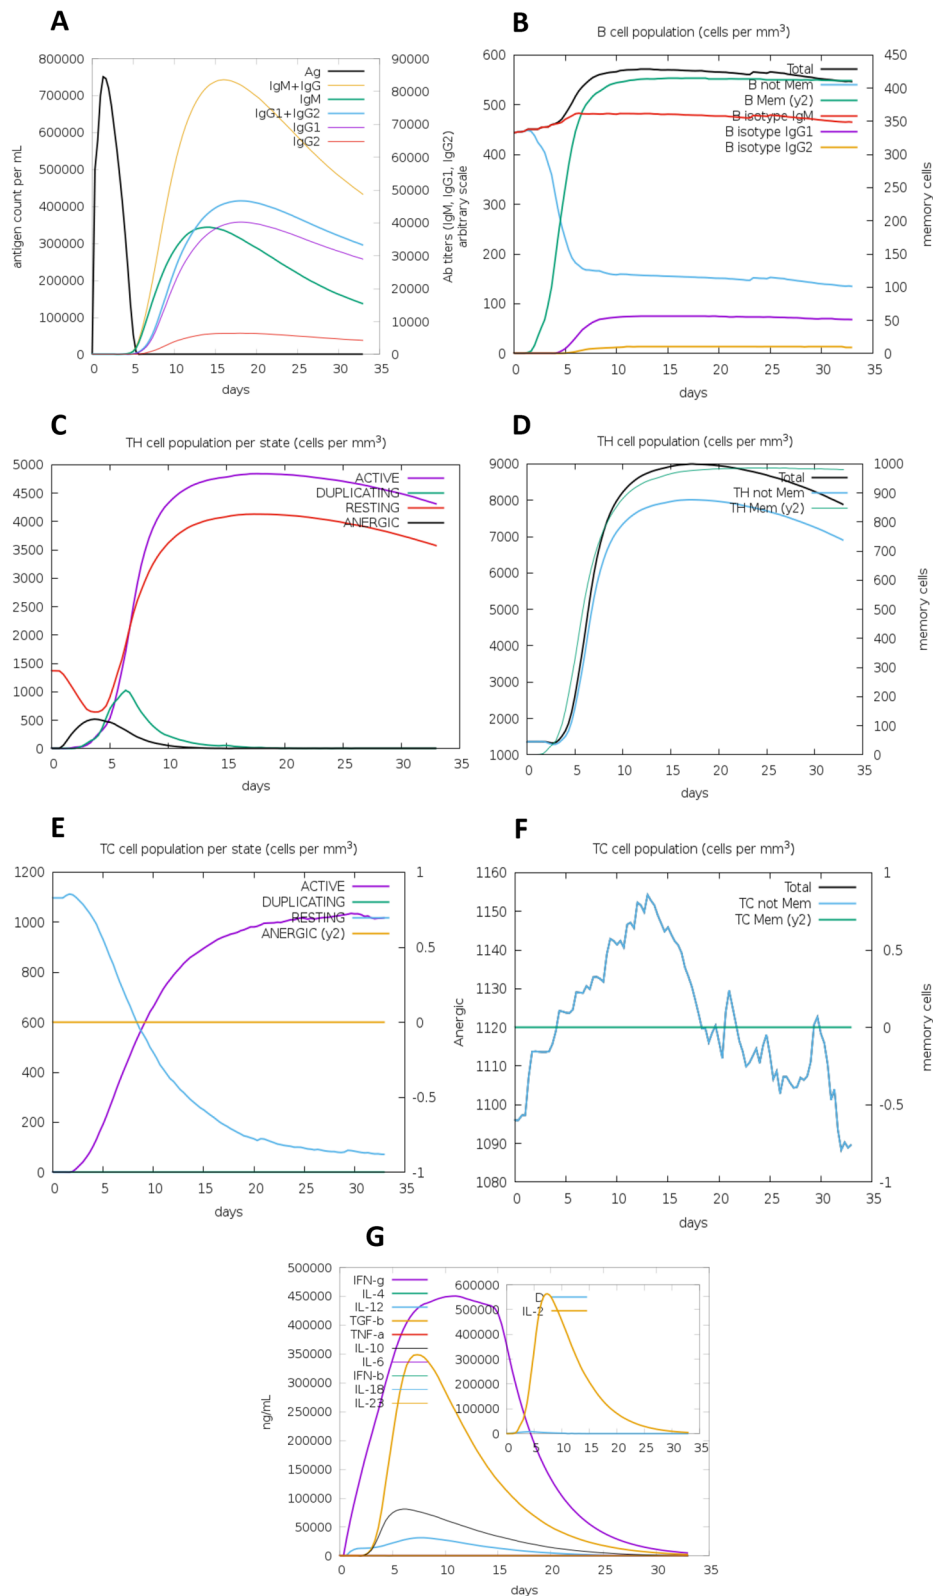 A
antigen count per mL
800000
700000
600000
500000
400000
300000
200000
100000
0
Ag
IgM+IgG
IgM
IgG1+IgG2
IgG1
IgG2
90000
80000
70000
60000
50000
40000
30000
20000
10000
0
Ab titers (IgM, IgG1, IgG2)
arbitrary scale
0 5 10 15 20 25 30 35
days
B
B cell population (cells per mm³)
600
500
400
300
200
100
0
Total
B not Mem
B Mem (y2)
B isotype IgM
B isotype IgG1
B isotype IgG2
450
400
350
300
250
200
150
100
50
0
memory cells
0 5 10 15 20 25 30 35
days
C
TH cell population per state (cells per mm³)
5000
4500
4000
3500
3000
2500
2000
1500
1000
500
0
ACTIVE
DUPLICATING
RESTING
ANERGIC
0 5 10 15 20 25 30 35
days
D
TH cell population (cells per mm³)
9000
8000
7000
6000
5000
4000
3000
2000
1000
Total
TH not Mem
TH Mem (y2)
1000
900
800
700
600
500
400
300
200
100
0
memory cells
0 5 10 15 20 25 30 35
days
E
TC cell population per state (cells per mm³)
1200
1000
800
600
400
200
0
ACTIVE
DUPLICATING
RESTING
ANERGIC (y2)
1
0.5
0
-0.5
-1
0 5 10 15 20 25 30 35
days
F
TC cell population (cells per mm³)
Anergic
1160
1150
1140
1130
1120
1110
1100
1090
1080
Total
TC not Mem
TC Mem (y2)
1
0.5
0
-0.5
-1
memory cells
0 5 10 15 20 25 30 35
days
G
ng/mL
500000
450000
400000
350000
300000
250000
200000
150000
100000
50000
0
IFN-g
IL-4
IL-12
TGF-b
TNF-a
IL-10
IL-6
IFN-b
IL-18
IL-23
600000
500000
400000
300000
200000
100000
0
D
IL-2
0 5 10 15 20 25 30 35
0 5 10 15 20 25 30 35
days